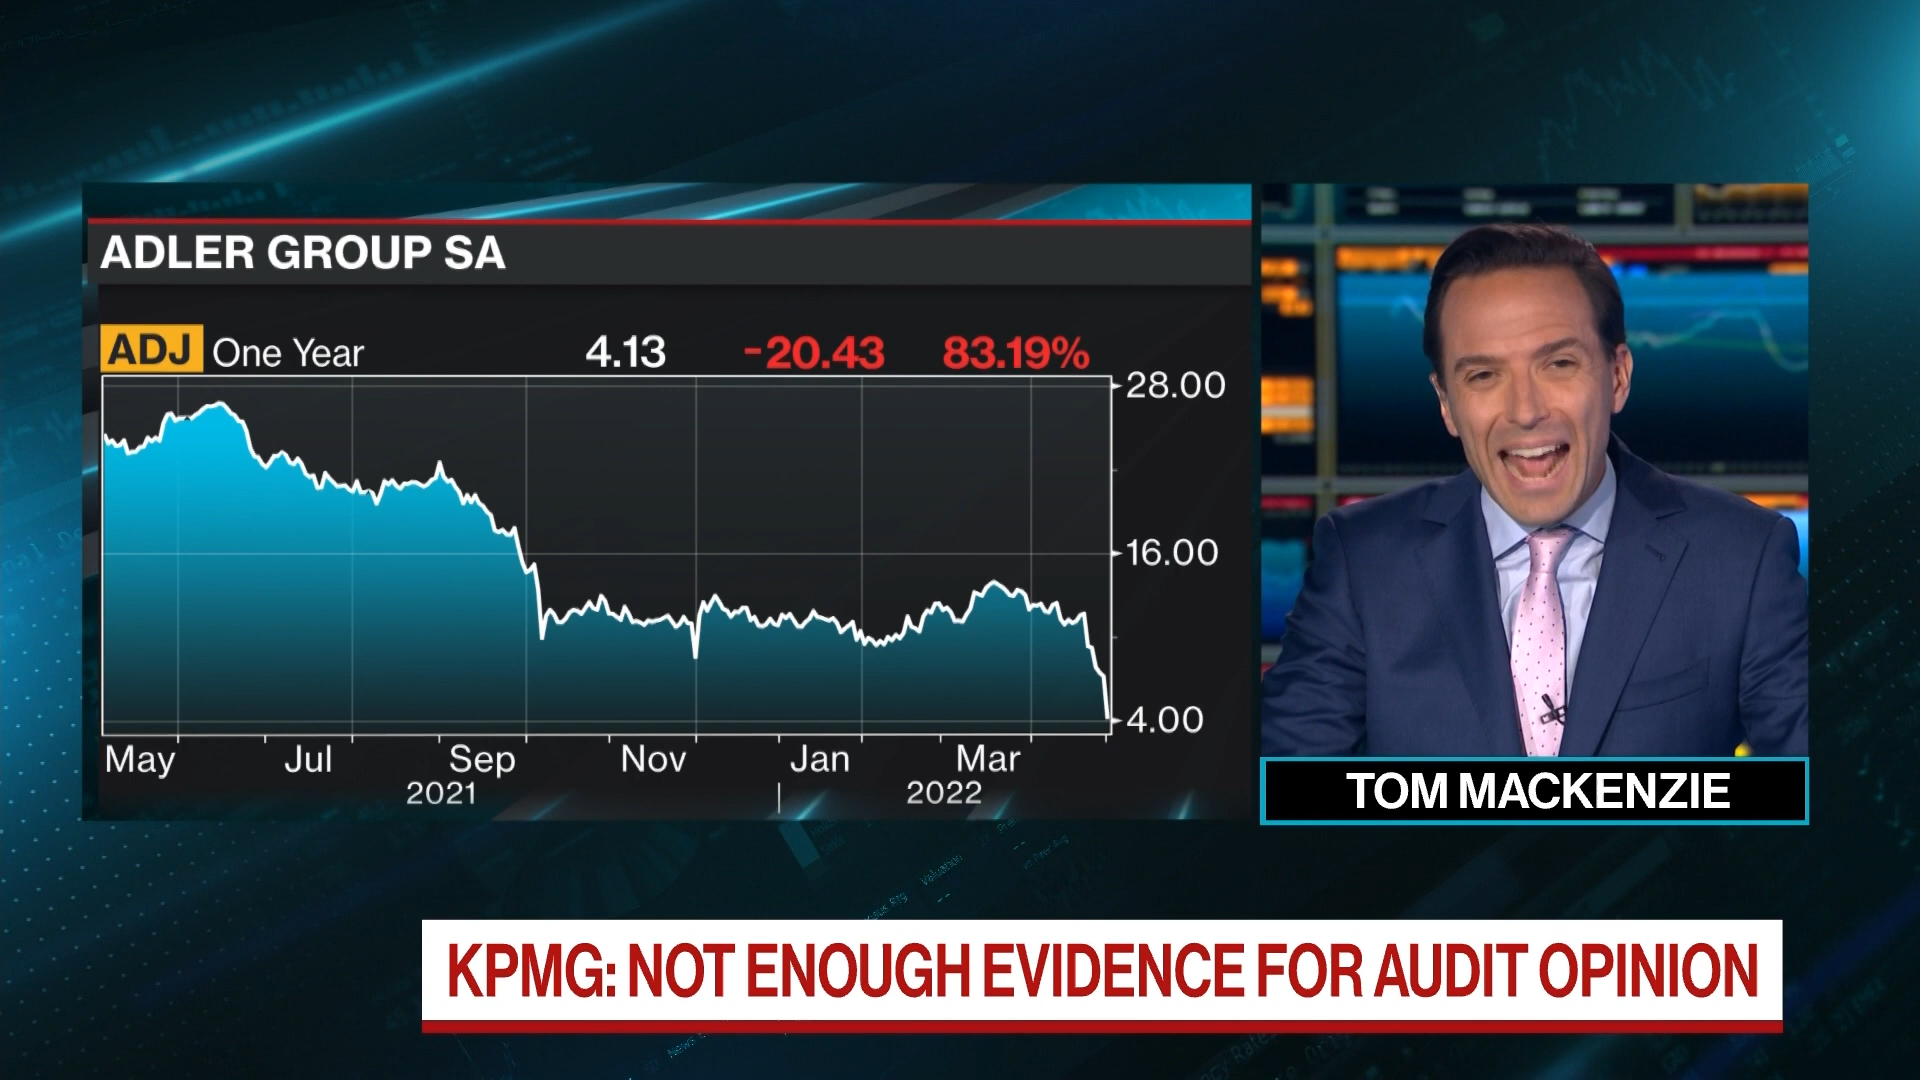 ADLER GROUP SA
ADJ One Year 4.13 -20.43 83.19%
28.00
16.00
4.00
May Jul Sep Nov Jan Mar
2021 2022
TOM MACKENZIE
KPMG: NOT ENOUGH EVIDENCE FOR AUDIT OPINION
Valuation